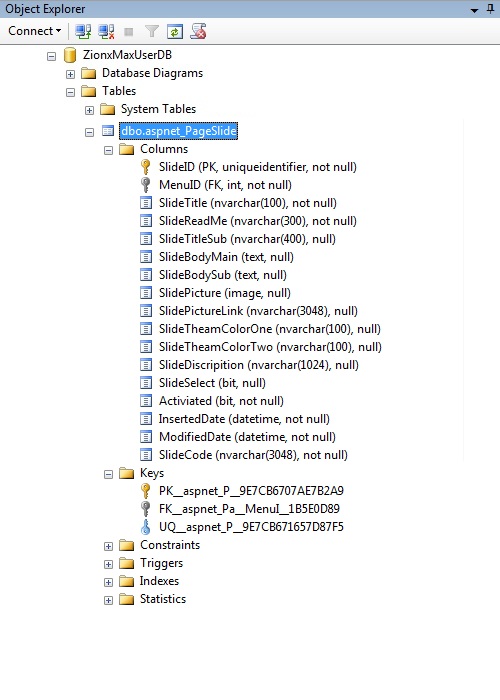 Object Explorer
Connect
ZionxMaxUserDB
Database Diagrams
Tables
System Tables
dbo.aspnet_PageSlide
Columns
SlideID (PK, uniqueidentifier, not null)
MenuID (FK, int, not null)
SlideTitle (nvarchar(100), not null)
SlideReadMe (nvarchar(300), not null)
SlideTitleSub (nvarchar(400), null)
SlideBodyMain (text, null)
SlideBodySub (text, null)
SlidePicture (image, null)
SlidePictureLink (nvarchar(3048), null)
SlideTheamColorOne (nvarchar(100), null)
SlideTheamColorTwo (nvarchar(100), null)
SlideDiscripition (nvarchar(1024), null)
SlideSelect (bit, null)
Activiated (bit, not null)
InsertedDate (datetime, not null)
ModifiedDate (datetime, not null)
SlideCode (nvarchar(3048), not null)
Keys
PK__aspnet_P__9E7CB6707AE7B2A9
FK__aspnet_Pa__MenuI__1B5E0D89
UQ__aspnet_P__9E7CB671657D87F5
Constraints
Triggers
Indexes
Statistics